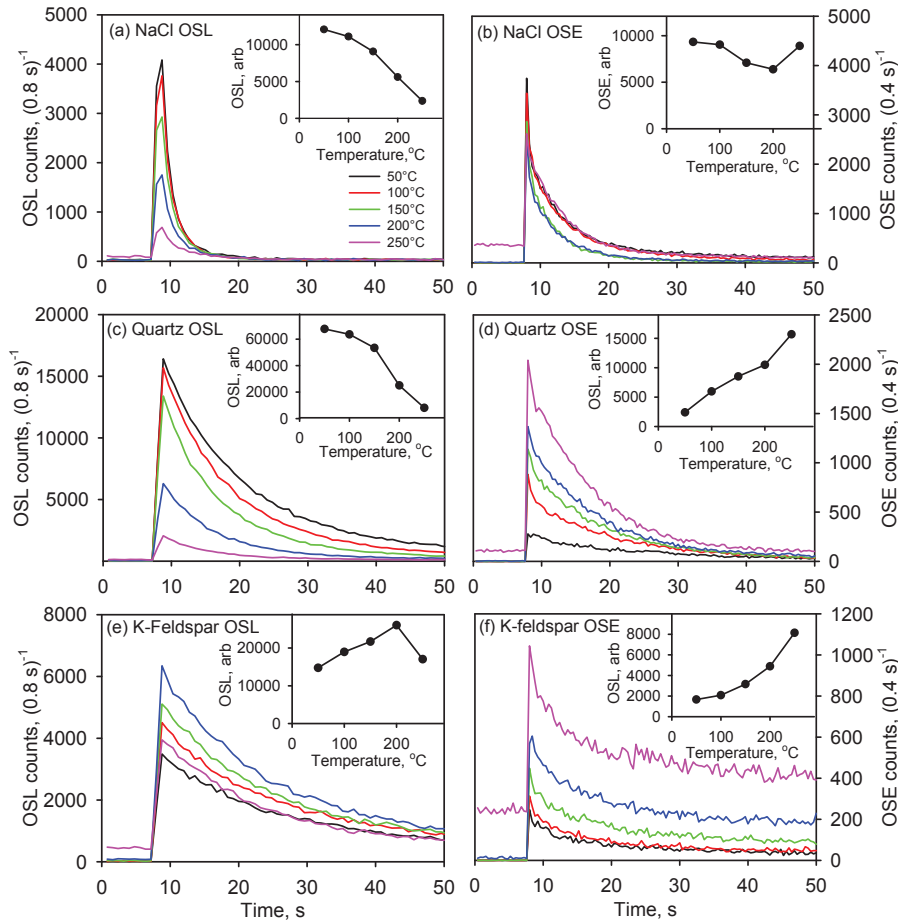 (a) NaCl OSL
OSL counts, (0.8 s)⁻¹
5000
4000
3000
2000
1000
0
0 10 20 30 40 50
OSL, arb
10000
5000
0
0 100 200
Temperature, °C
50°C
100°C
150°C
200°C
250°C
(b) NaCl OSE
OSE, arb
10000
5000
0
0 100 200
Temperature, °C
0 10 20 30 40 50
5000
4000
3000
2000
1000
0
OSE counts, (0.4 s)⁻¹
(c) Quartz OSL
OSL counts, (0.8 s)⁻¹
20000
15000
10000
5000
0 10 20 30 40 50
OSL, arb
60000
40000
20000
0
0 100 200
Temperature, °C
(d) Quartz OSE
OSL, arb
15000
10000
5000
0
0 100 200
Temperature, °C
0 10 20 30 40 50
2500
2000
1500
1000
500
0
OSE counts, (0.4 s)⁻¹
(e) K-Feldspar OSL
OSL counts, (0.8 s)⁻¹
8000
6000
4000
2000
0
0 10 20 30 40 50
Time, s
OSL, arb
20000
10000
0
0 100 200
Temperature, °C
(f) K-feldspar OSE
OSL, arb
8000
6000
4000
2000
0
0 100 200
Temperature, °C
0 10 20 30 40 50
Time, s
1200
1000
800
600
400
200
0
OSE counts, (0.4 s)⁻¹